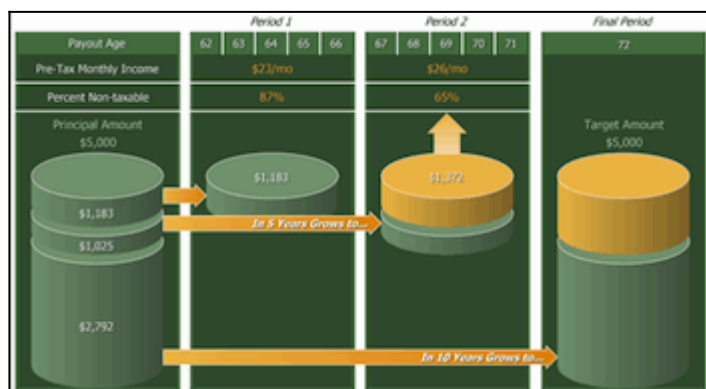 Period 1
Period 2
Final Period
Payout Age
62 63 64 65 66
67 68 69 70 71
72
Pre-Tax Monthly Income
$23/mo
$26/mo
Percent Non-taxable
87%
65%
Principal Amount
$5,000
Target Amount
$5,000
$1,183
$1,372
$1,183
In 5 Years Grows to...
$1,025
$2,792
In 10 Years Grows to...